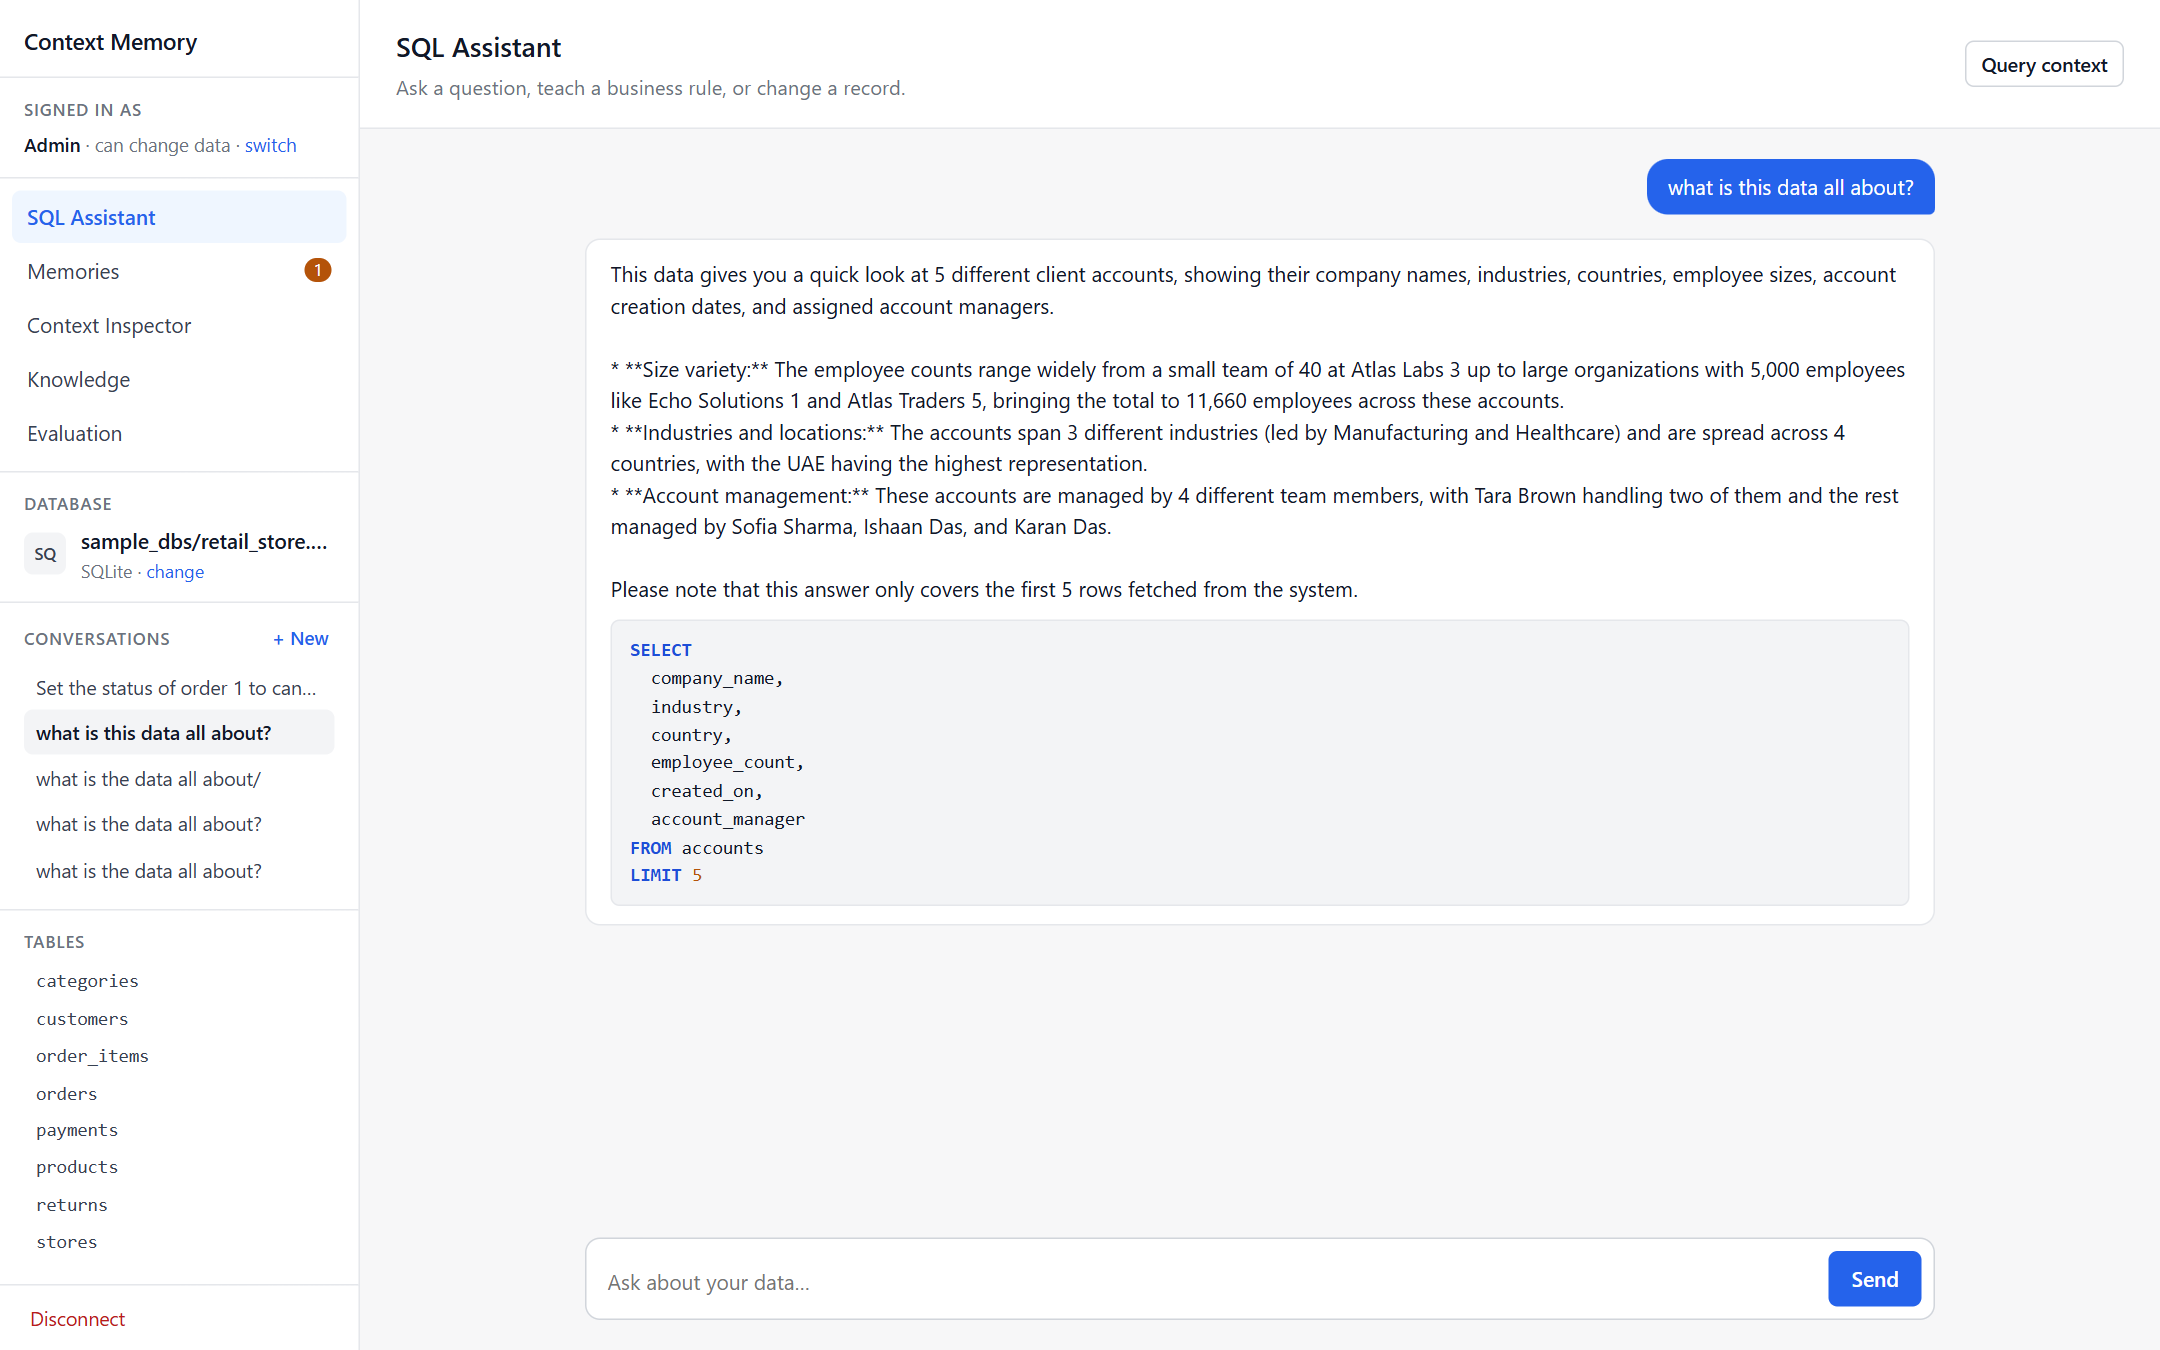 Context Memory
SIGNED IN AS
Admin · can change data · switch
SQL Assistant
Memories 1
Context Inspector
Knowledge
Evaluation
DATABASE
SQ
sample_dbs/retail_store....
SQLite · change
CONVERSATIONS + New
Set the status of order 1 to can...
what is this data all about?
what is the data all about/
what is the data all about?
what is the data all about?
TABLES
categories
customers
order_items
orders
payments
products
returns
stores
Disconnect
SQL Assistant
Ask a question, teach a business rule, or change a record.
Query context
what is this data all about?
This data gives you a quick look at 5 different client accounts, showing their company names, industries, countries, employee sizes, account
creation dates, and assigned account managers.
* **Size variety:** The employee counts range widely from a small team of 40 at Atlas Labs 3 up to large organizations with 5,000 employees
like Echo Solutions 1 and Atlas Traders 5, bringing the total to 11,660 employees across these accounts.
* **Industries and locations:** The accounts span 3 different industries (led by Manufacturing and Healthcare) and are spread across 4
countries, with the UAE having the highest representation.
* **Account management:** These accounts are managed by 4 different team members, with Tara Brown handling two of them and the rest
managed by Sofia Sharma, Ishaan Das, and Karan Das.
Please note that this answer only covers the first 5 rows fetched from the system.
SELECT
company_name,
industry,
country,
employee_count,
created_on,
account_manager
FROM accounts
LIMIT 5
Ask about your data...
Send